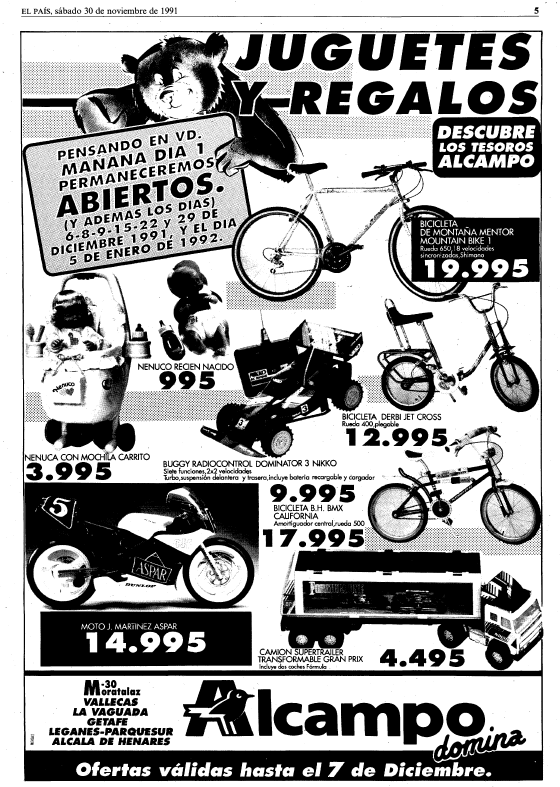 EL PAÍS, sábado 30 de noviembre de 1991
5
JUGUETES
Y REGALOS
DESCUBRE
LOS TESOROS
ALCAMPO
PENSANDO EN VD.
MAÑANA DIA 1
PERMANECEREMOS
ABIERTOS.
(Y ADEMAS LOS DIAS)
6-8-9-15-22 y 29 DE
DICIEMBRE 1991, Y EL DIA
5 DE ENERO DE 1992.
BICICLETA
DE MONTAÑA MENTOR
MOUNTAIN BIKE 1
Rueda 650, 18 velocidades
sincronizadas, Shimano
19.995
NENUCO
NENUCO RECIEN NACIDO
995
BICICLETA DERBI JET CROSS
Rueda 400, plegable
12.995
NENUCA CON MOCHILA CARRITO
3.995
BUGGY RADIOCONTROL DOMINATOR 3 NIKKO
Siete funciones, 2x2 velocidades
Turbo, suspensión delantera y trasera, incluye bateria recargable y cargador
9.995
BICICLETA B.H. BMX
CALIFORNIA
Amortiguador central, rueda 500
17.995
5
ASPAR
DUNLOP
MOTO J. MARTINEZ ASPAR
14.995
CAMION SUPERTRAILER
TRANSFORMABLE GRAN PRIX
Incluye dos coches Fórmula
4.495
M-30
Moratalaz
VALLECAS
LA VAGUADA
GETAFE
LEGANES-PARQUESUR
ALCALA DE HENARES
Alcampo
domina
Ofertas válidas hasta el 7 de Diciembre.